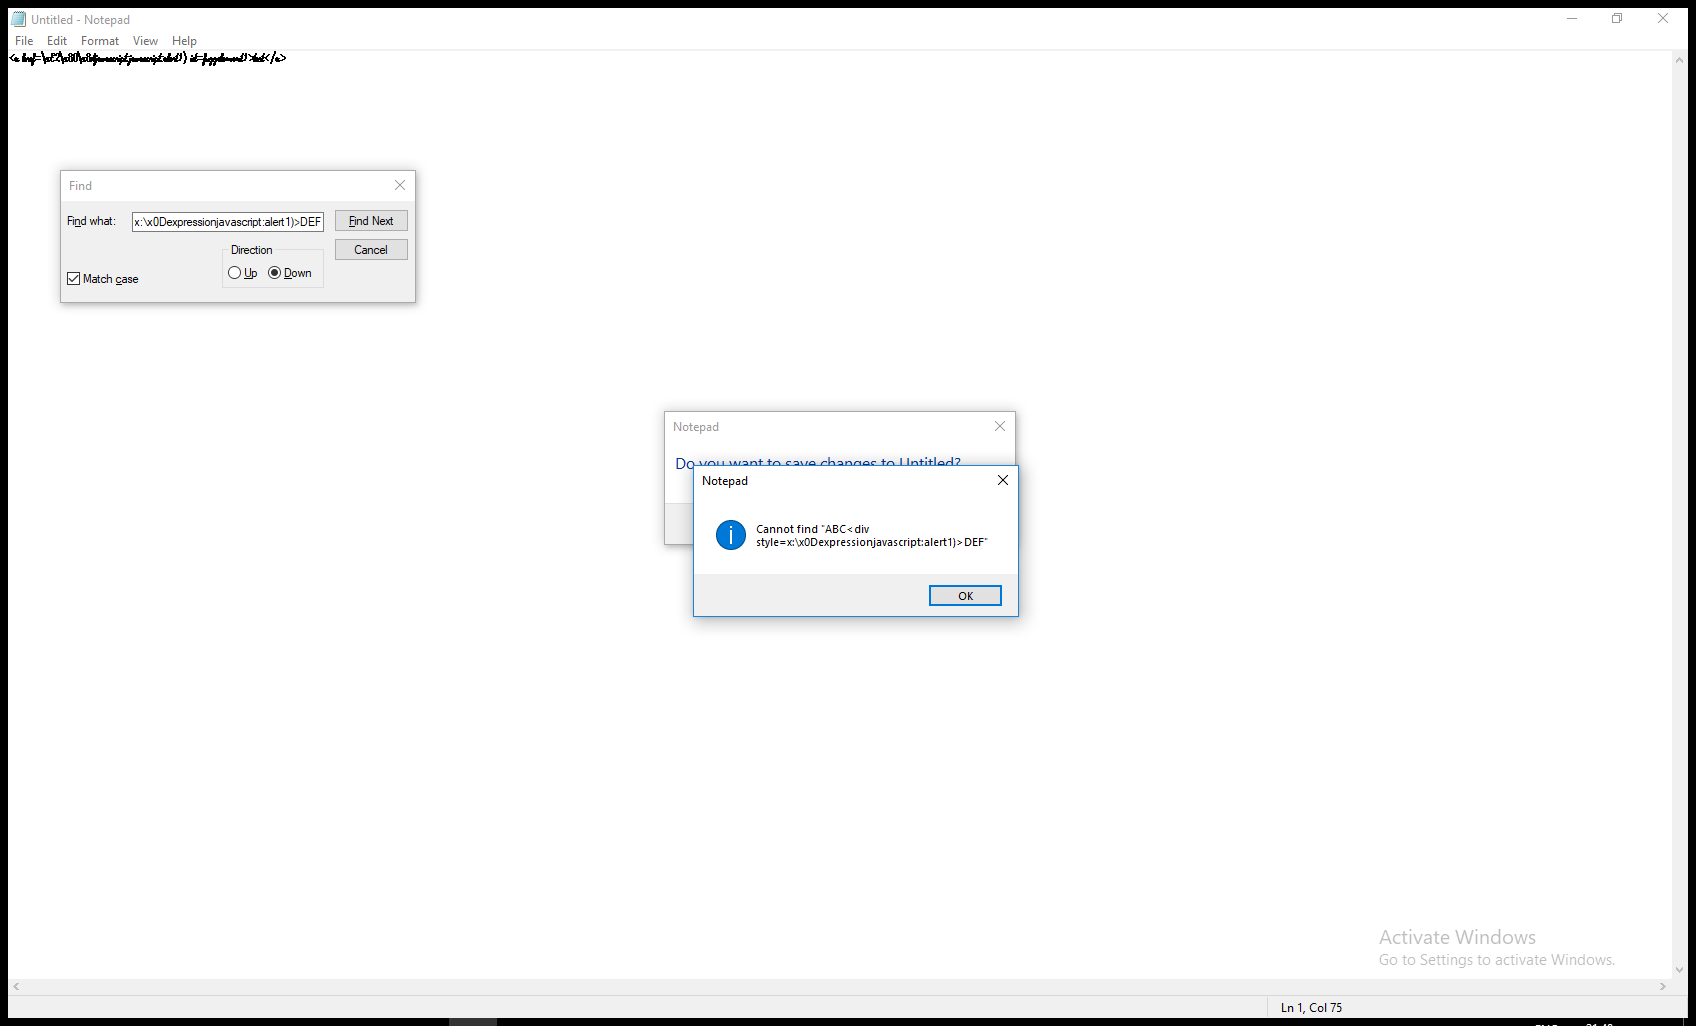 Untitled - Notepad
File Edit Format View Help
Find
Find what: x:\x0Dexpressionjavascript:alert1)>DEF Find Next
Direction Cancel
Up Down
Match case
Notepad
Do you want to save changes to Untitled?
Notepad
Cannot find "ABC<div
style=x:\x0Dexpressionjavascript:alert1)>DEF"
OK
Activate Windows
Go to Settings to activate Windows.
Ln 1, Col 75